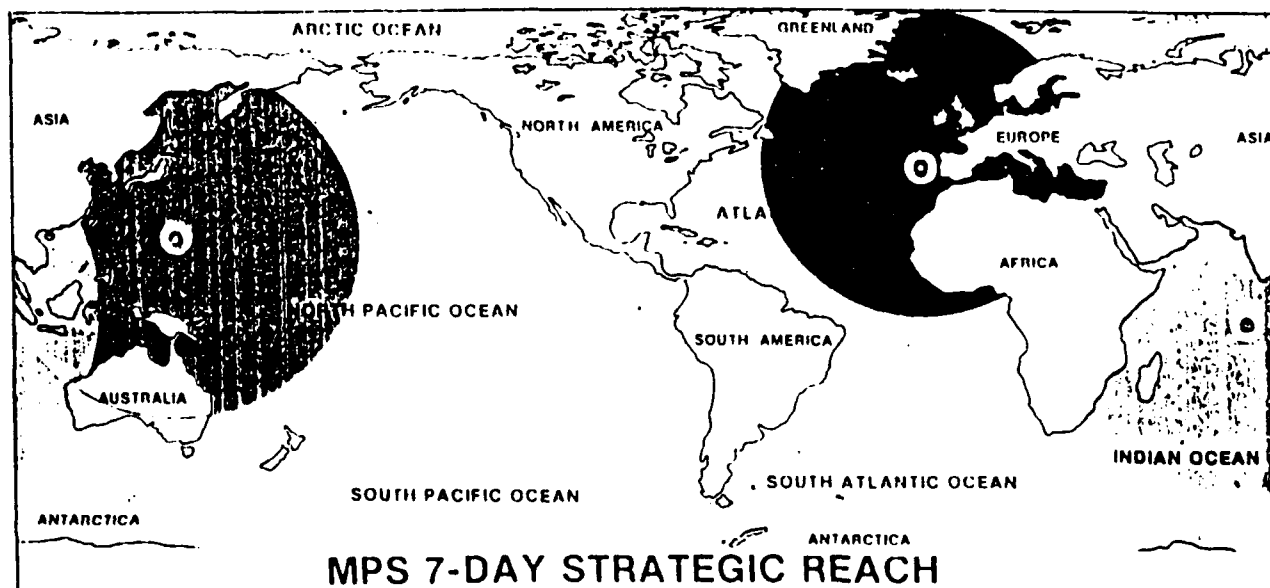 ARCTIC OCEAN
GREENLAND
ASIA
NORTH AMERICA
EUROPE
ASIA
ATLA
AFRICA
NORTH PACIFIC OCEAN
SOUTH AMERICA
AUSTRALIA
INDIAN OCEAN
SOUTH PACIFIC OCEAN
SOUTH ATLANTIC OCEAN
ANTARCTICA
ANTARCTICA
MPS 7-DAY STRATEGIC REACH